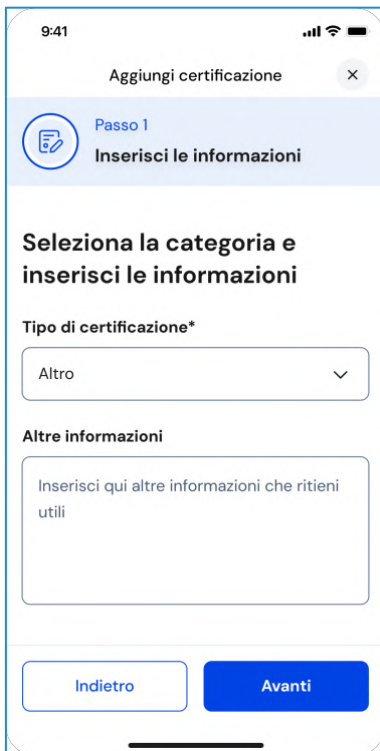 9:41
Aggiungi certificazione
Passo 1
Inserisci le informazioni
Seleziona la categoria e
inserisci le informazioni
Tipo di certificazione*
Altro
Altre informazioni
Inserisci qui altre informazioni che ritieni
utili
Indietro
Avanti